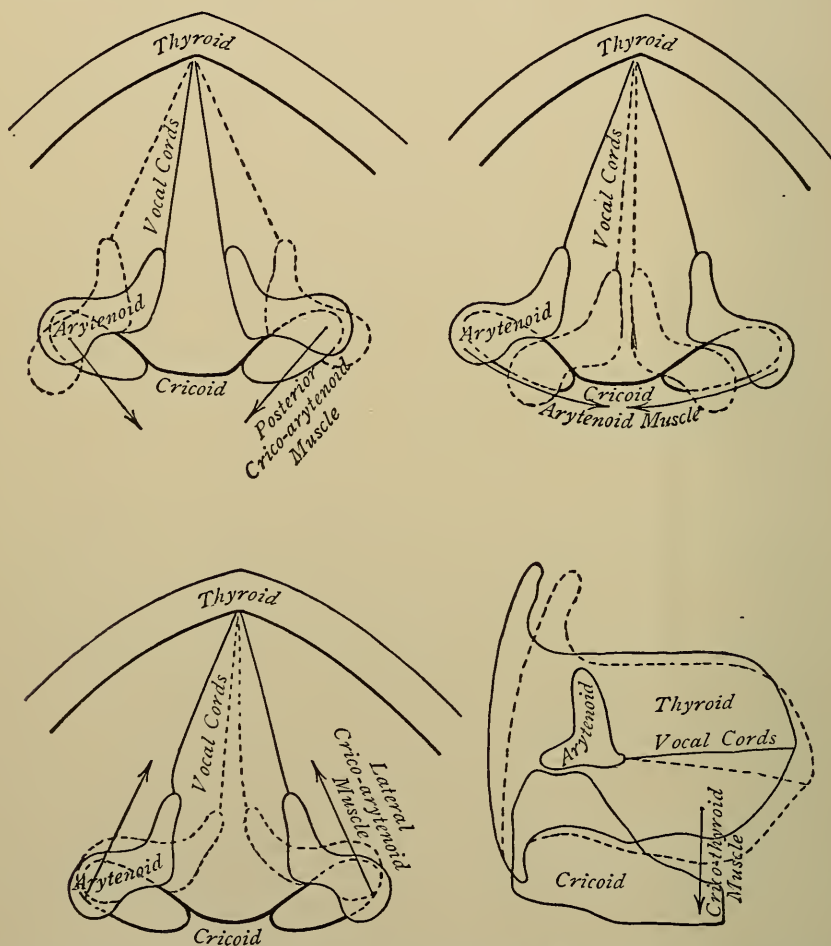 Thyroid
Vocal Cords
Arytenoid
Cricoid
Posterior
Crico-arytenoid
Muscle
Thyroid
Vocal Cords
Arytenoid
Cricoid
Arytenoid Muscle
Thyroid
Vocal Cords
Lateral
Crico-arytenoid
Muscle
Arytenoid
Cricoid
Thyroid
Arytenoid
Vocal Cords
Crico-thyroid
Muscle
Cricoid